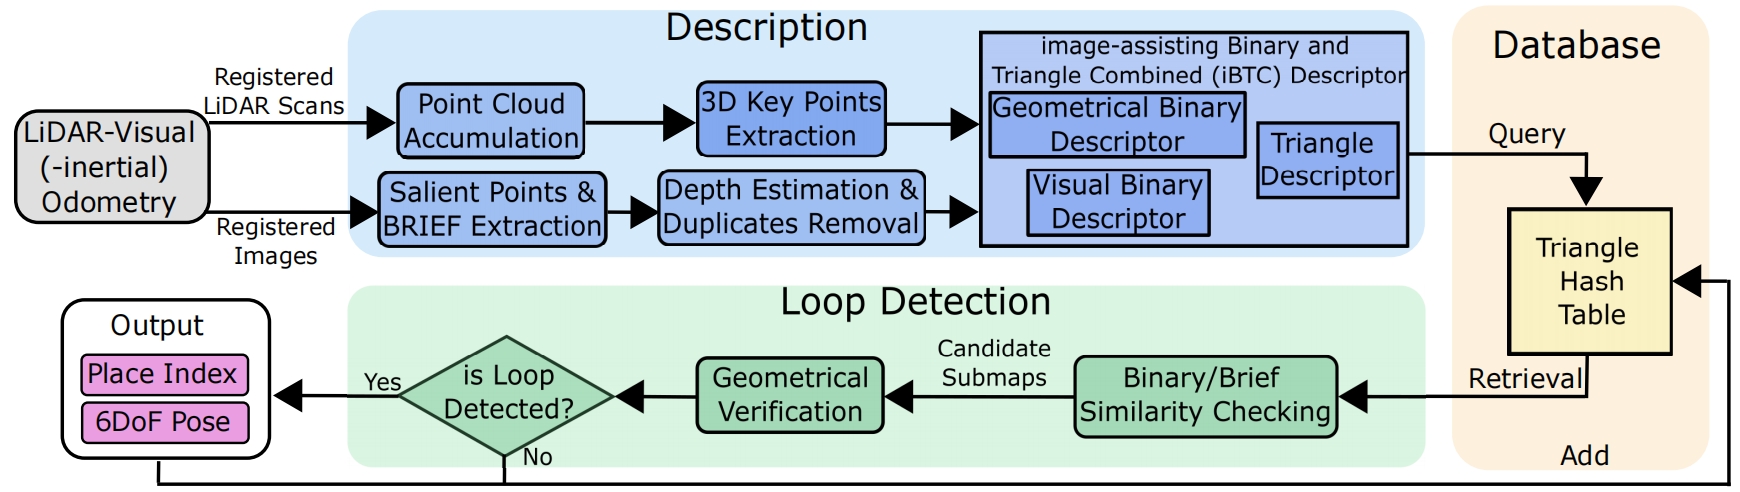 Description
Database
image-assisting Binary and
Triangle Combined (iBTC) Descriptor
Registered
LiDAR Scans
LiDAR-Visual
(-inertial)
Odometry
Registered
Images
Point Cloud
Accumulation
3D Key Points
Extraction
Salient Points &
BRIEF Extraction
Depth Estimation &
Duplicates Removal
Geometrical Binary
Descriptor
Visual Binary
Descriptor
Triangle
Descriptor
Query
Triangle
Hash
Table
Retrieval
Add
Loop Detection
Binary/Brief
Similarity Checking
Candidate
Submaps
Geometrical
Verification
is Loop
Detected?
Yes
No
Output
Place Index
6DoF Pose